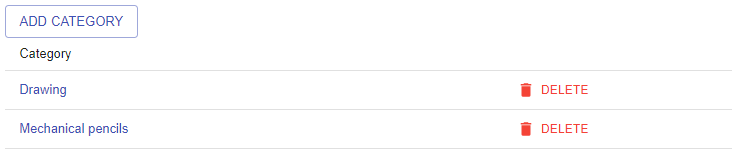 ADD CATEGORY
Category
Drawing DELETE
Mechanical pencils DELETE